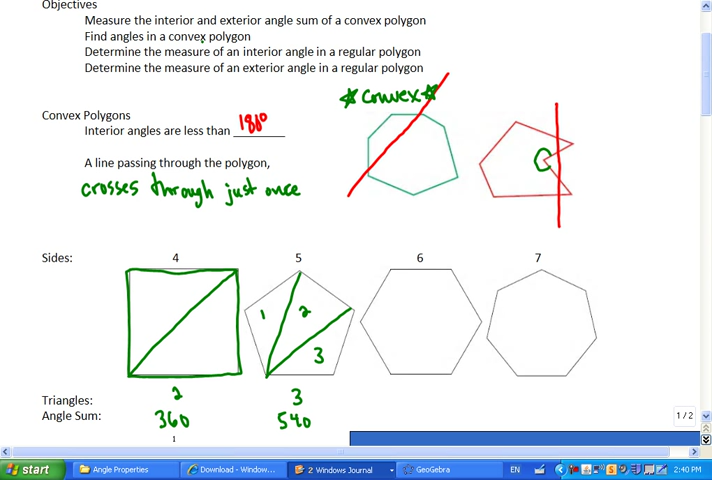 Objectives
Measure the interior and exterior angle sum of a convex polygon
Find angles in a convex polygon
Determine the measure of an interior angle in a regular polygon
Determine the measure of an exterior angle in a regular polygon
*Convex*
Convex Polygons
Interior angles are less than 180°
A line passing through the polygon,
crosses through just once
Sides: 4 5 6 7
1 2 3
Triangles: 2 3
Angle Sum: 360 540
1
1 / 2
start Angle Properties Download - Window... 2 Windows Journal GeoGebra EN 2:40 PM